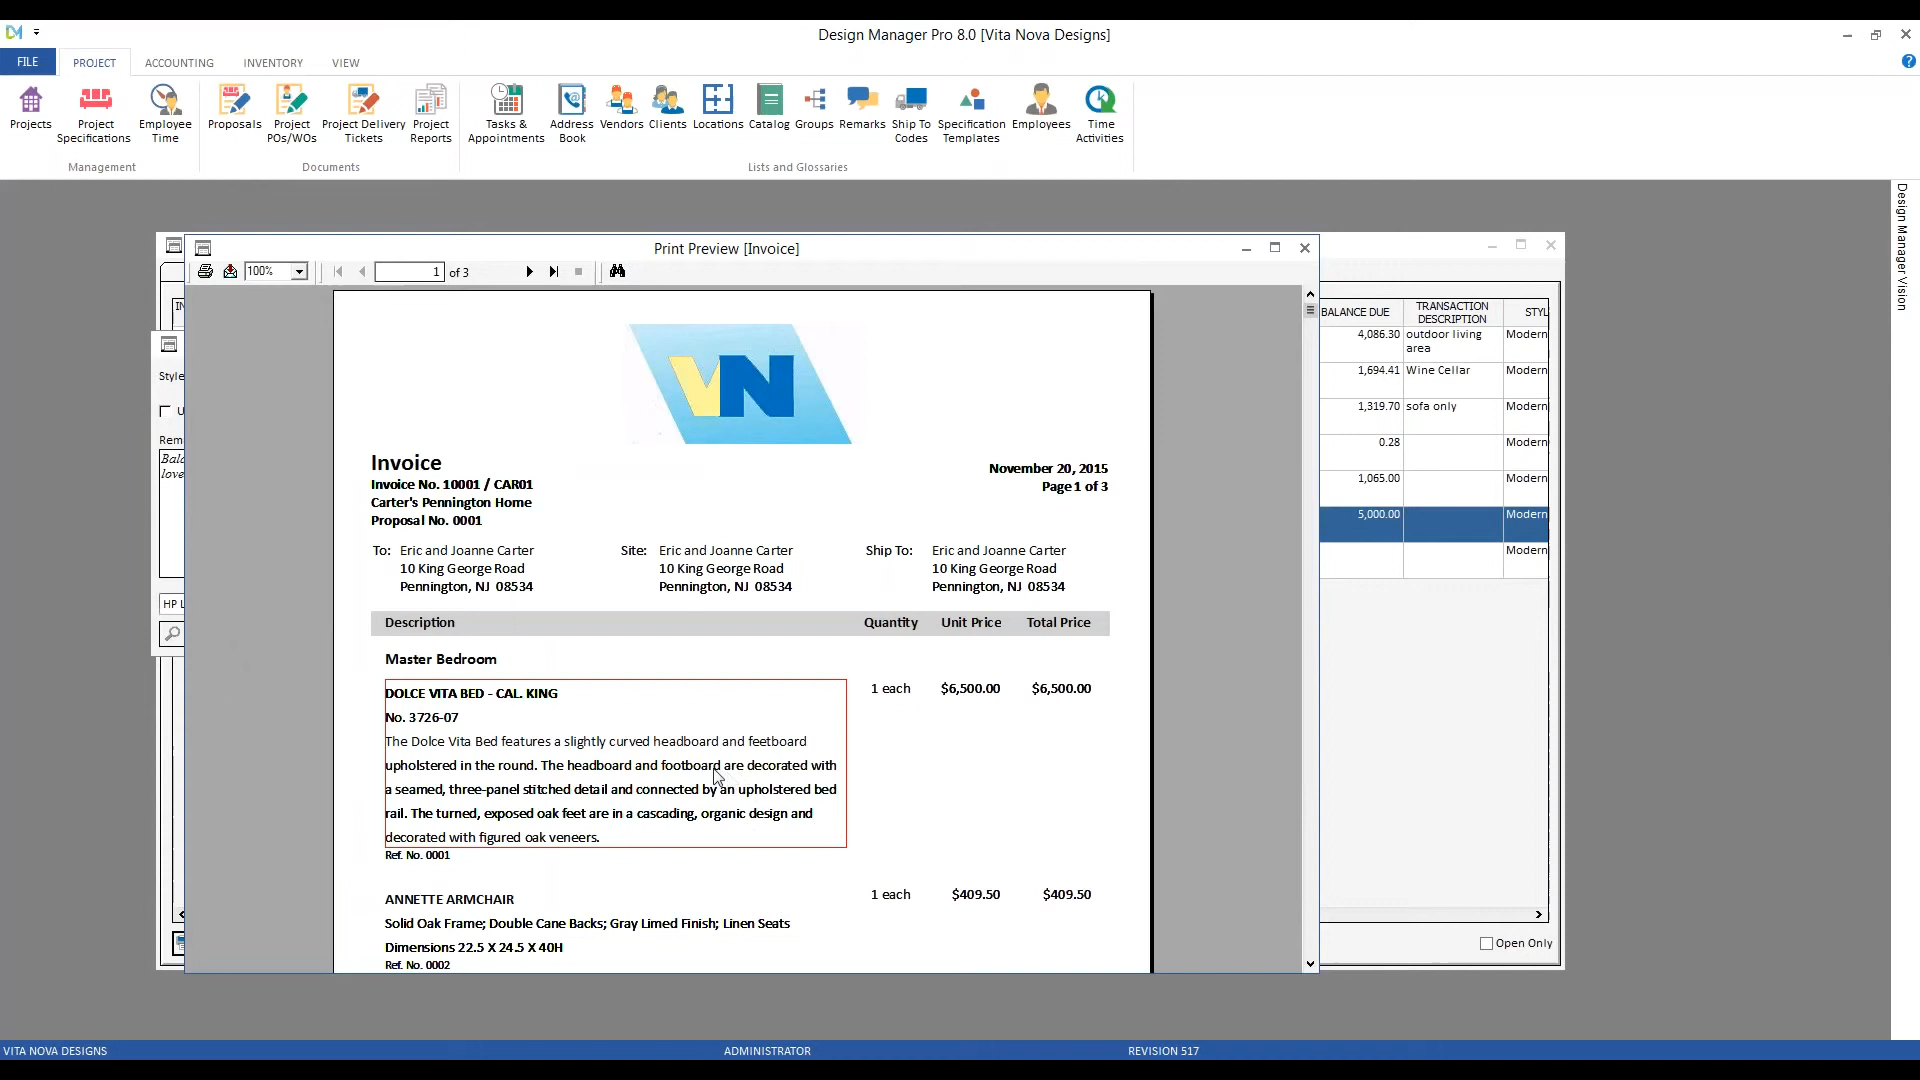 Design Manager Pro 8.0 [Vita Nova Designs]
FILE
PROJECT
ACCOUNTING
INVENTORY
VIEW
Projects
Project Specifications
Employee Time
Proposals
Project POs/WOs
Project Delivery Tickets
Project Reports
Tasks & Appointments
Address Book
Vendors
Clients
Locations
Catalog
Groups
Remarks
Ship To Codes
Specification Templates
Employees
Time Activities
Management
Documents
Lists and Glossaries
Design Manager Vision
Print Preview [Invoice]
100%
1 of 3
VN
Invoice
Invoice No. 10001 / CAR01
Carter's Pennington Home
Proposal No. 0001
November 20, 2015
Page 1 of 3
To: Eric and Joanne Carter
10 King George Road
Pennington, NJ 08534
Site: Eric and Joanne Carter
10 King George Road
Pennington, NJ 08534
Ship To: Eric and Joanne Carter
10 King George Road
Pennington, NJ 08534
Description Quantity Unit Price Total Price
Master Bedroom
DOLCE VITA BED - CAL. KING 1 each $6,500.00 $6,500.00
No. 3726-07
The Dolce Vita Bed features a slightly curved headboard and feetboard
upholstered in the round. The headboard and footboard are decorated with
a seamed, three-panel stitched detail and connected by an upholstered bed
rail. The turned, exposed oak feet are in a cascading, organic design and
decorated with figured oak veneers.
Ref. No. 0001
ANNETTE ARMCHAIR 1 each $409.50 $409.50
Solid Oak Frame; Double Cane Backs; Gray Limed Finish; Linen Seats
Dimensions 22.5 X 24.5 X 40H
Ref. No. 0002
Style
Rem
love
BALANCE DUE TRANSACTION DESCRIPTION STYL
4,086.30 outdoor living area Modern
1,694.41 Wine Cellar Modern
1,319.70 sofa only Modern
0.28 Modern
1,065.00 Modern
5,000.00 Modern
Modern
Open Only
VITA NOVA DESIGNS
ADMINISTRATOR
REVISION 517